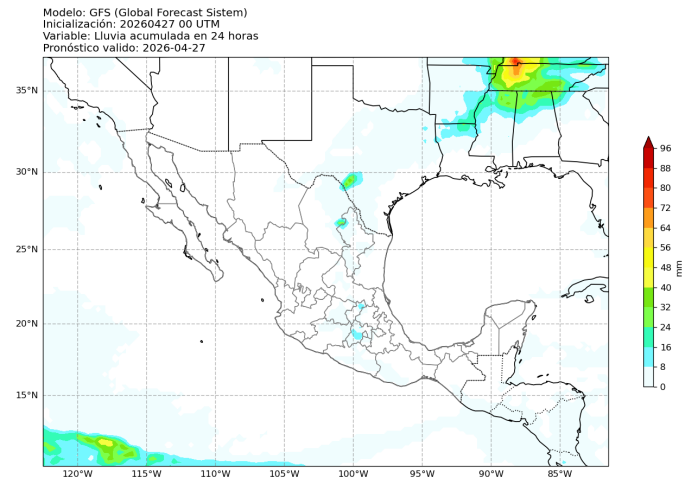 Modelo: GFS (Global Forecast Sistem)
Inicialización: 20260427 00 UTM
Variable: Lluvia acumulada en 24 horas
Pronóstico valido: 2026-04-27
35°N
30°N
25°N
20°N
15°N
120°W 115°W 110°W 105°W 100°W 95°W 90°W 85°W
96
88
80
72
64
56
48
40
32
24
16
8
0
mm